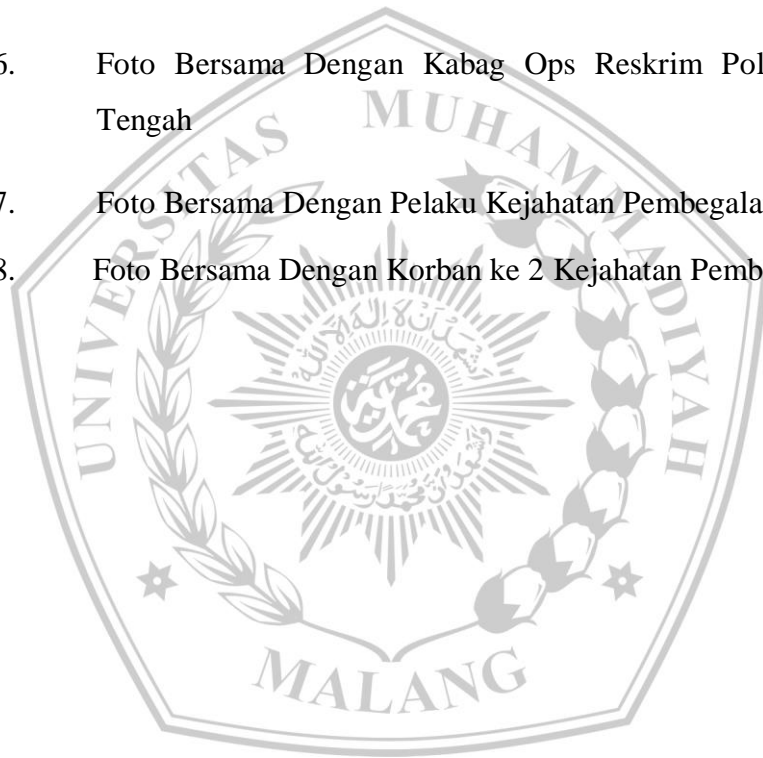 6. Foto Bersama Dengan Kabag Ops Reskrim Pol
Tengah
7. Foto Bersama Dengan Pelaku Kejahatan Pembegala
8. Foto Bersama Dengan Korban ke 2 Kejahatan Pemb
UNIVERSITAS MUHAMMADIYAH
MALANG